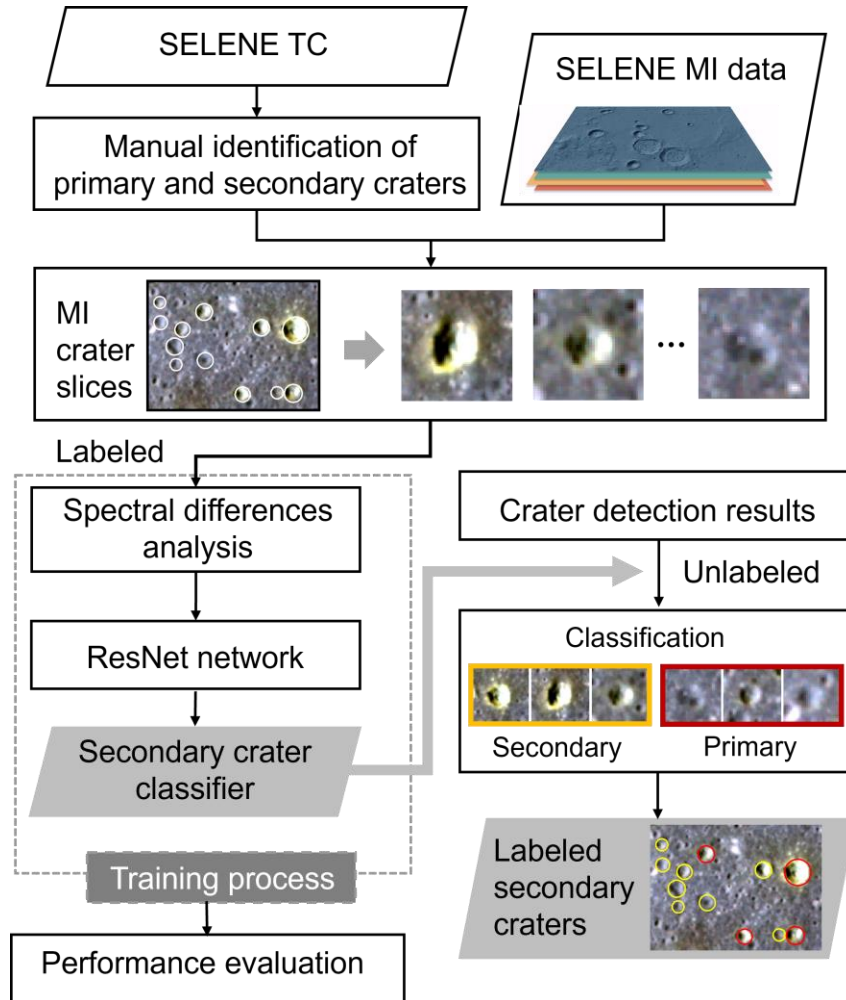 SELENE TC
SELENE MI data
Manual identification of
primary and secondary craters
MI
crater
slices
...
Labeled
Spectral differences
analysis
ResNet network
Secondary crater
classifier
Training process
Performance evaluation
Crater detection results
Unlabeled
Classification
Secondary
Primary
Labeled
secondary
craters